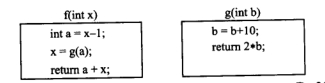 f(int x)
int a = x–1;
x = g(a);
return a + x;
g(int b)
b = b+10;
return 2•b;